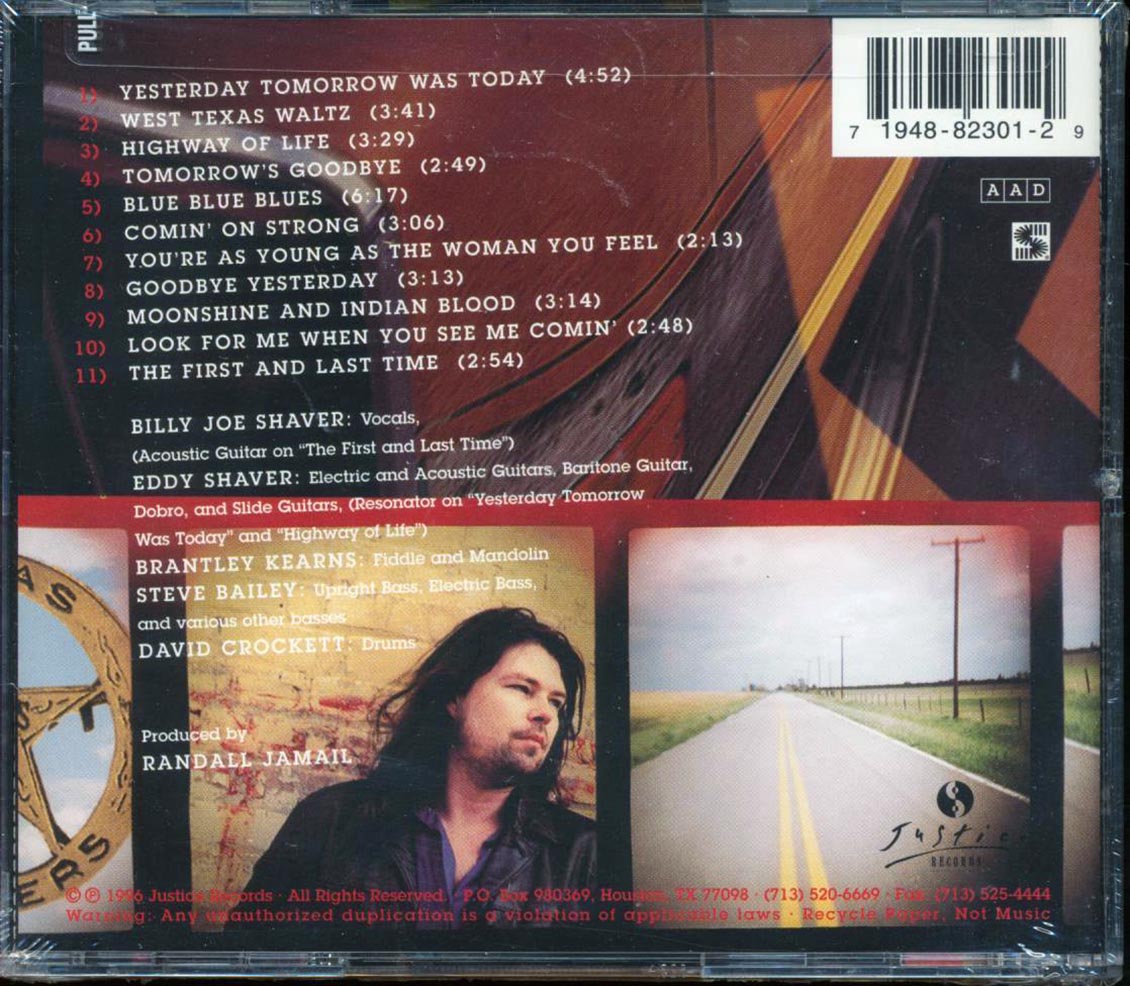 PULL
1) YESTERDAY TOMORROW WAS TODAY (4:52)
2) WEST TEXAS WALTZ (3:41)
3) HIGHWAY OF LIFE (3:29)
4) TOMORROW'S GOODBYE (2:49)
5) BLUE BLUE BLUES (6:17)
6) COMIN' ON STRONG (3:06)
7) YOU'RE AS YOUNG AS THE WOMAN YOU FEEL (2:13)
8) GOODBYE YESTERDAY (3:13)
9) MOONSHINE AND INDIAN BLOOD (3:14)
10) LOOK FOR ME WHEN YOU SEE ME COMIN' (2:48)
11) THE FIRST AND LAST TIME (2:54)
7 1948-82301-2 9
AAD
BILLY JOE SHAVER: Vocals,
(Acoustic Guitar on "The First and Last Time")
EDDY SHAVER: Electric and Acoustic Guitars, Baritone Guitar,
Dobro, and Slide Guitars, (Resonator on "Yesterday Tomorrow
Was Today" and "Highway of Life")
BRANTLEY KEARNS: Fiddle and Mandolin
STEVE BAILEY: Upright Bass, Electric Bass,
and various other basses
DAVID CROCKETT: Drums
Produced by
RANDALL JAMAIL
AS
ERS
Justice
RECORDS
© ℗ 1996 Justice Records · All Rights Reserved. · P.O. Box 980369, Houston, TX 77098 · (713) 520-6669 · Fax: (713) 525-4444
Warning: Any unauthorized duplication is a violation of applicable laws · Recycle Paper, Not Music